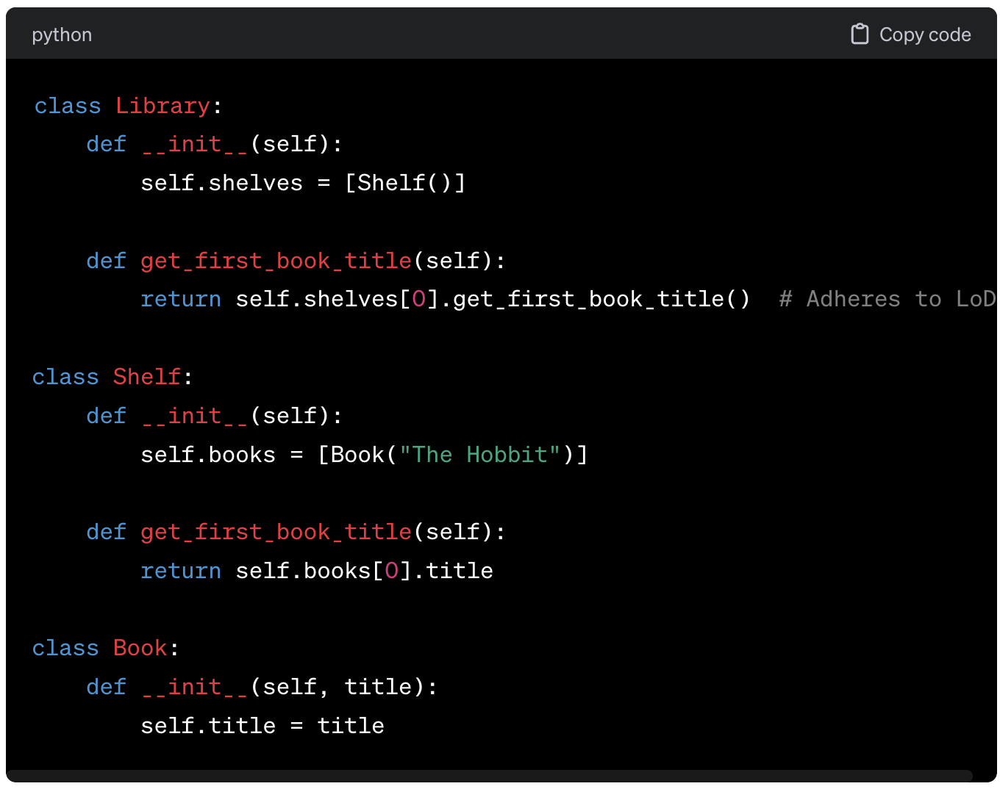 python
Copy code
class Library:
    def __init__(self):
        self.shelves = [Shelf()]

    def get_first_book_title(self):
        return self.shelves[0].get_first_book_title()  # Adheres to LoD

class Shelf:
    def __init__(self):
        self.books = [Book("The Hobbit")]

    def get_first_book_title(self):
        return self.books[0].title

class Book:
    def __init__(self, title):
        self.title = title